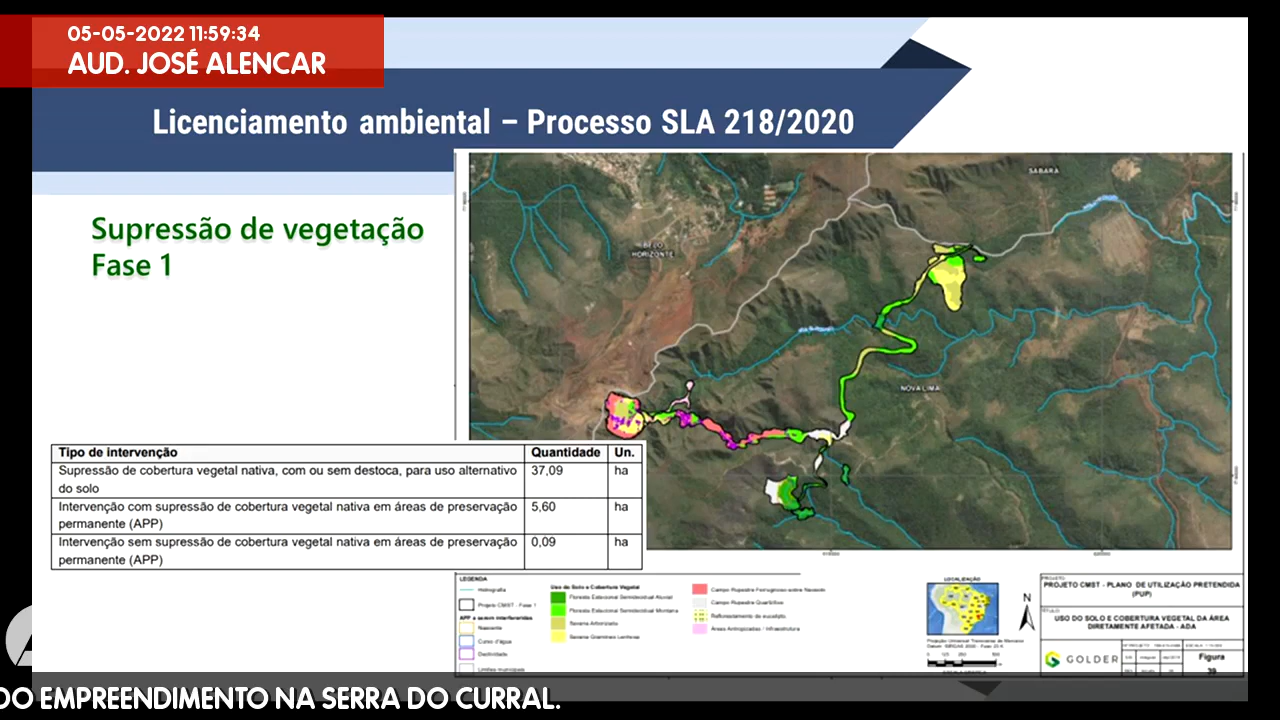 05-05-2022 11:59:34
AUD. JOSÉ ALENCAR
Licenciamento ambiental – Processo SLA 218/2020
Supressão de vegetação
Fase 1
SABARÁ
BELO
HORIZONTE
NOVA LIMA
Tipo de intervenção Quantidade Un.
Supressão de cobertura vegetal nativa, com ou sem destoca, para uso alternativo
do solo 37,09 ha
Intervenção com supressão de cobertura vegetal nativa em áreas de preservação
permanente (APP) 5,60 ha
Intervenção sem supressão de cobertura vegetal nativa em áreas de preservação
permanente (APP) 0,09 ha
LEGENDA
Hidrografia
Projeto CMST - Fase 1
Nascente
Curso d'água
Declividade
Limites municipais
Uso do Solo e Cobertura Vegetal
Floresta Estacional Semidecidual Aluvial
Floresta Estacional Semidecidual Montana
Savana Arborizada
Savana Gramíneo Lenhosa
Campo Rupestre Ferruginoso
Campo Rupestre Quartzítico
Reflorestamento de eucalipto
Áreas Antropizadas / Infraestrutura
LOCALIZAÇÃO
N
PROJETO CMST - PLANO DE UTILIZAÇÃO PRETENDIDA
(PUP)
USO DO SOLO E COBERTURA VEGETAL DA ÁREA
DIRETAMENTE AFETADA - ADA
GOLDER
Figura
39
DO EMPREENDIMENTO NA SERRA DO CURRAL.